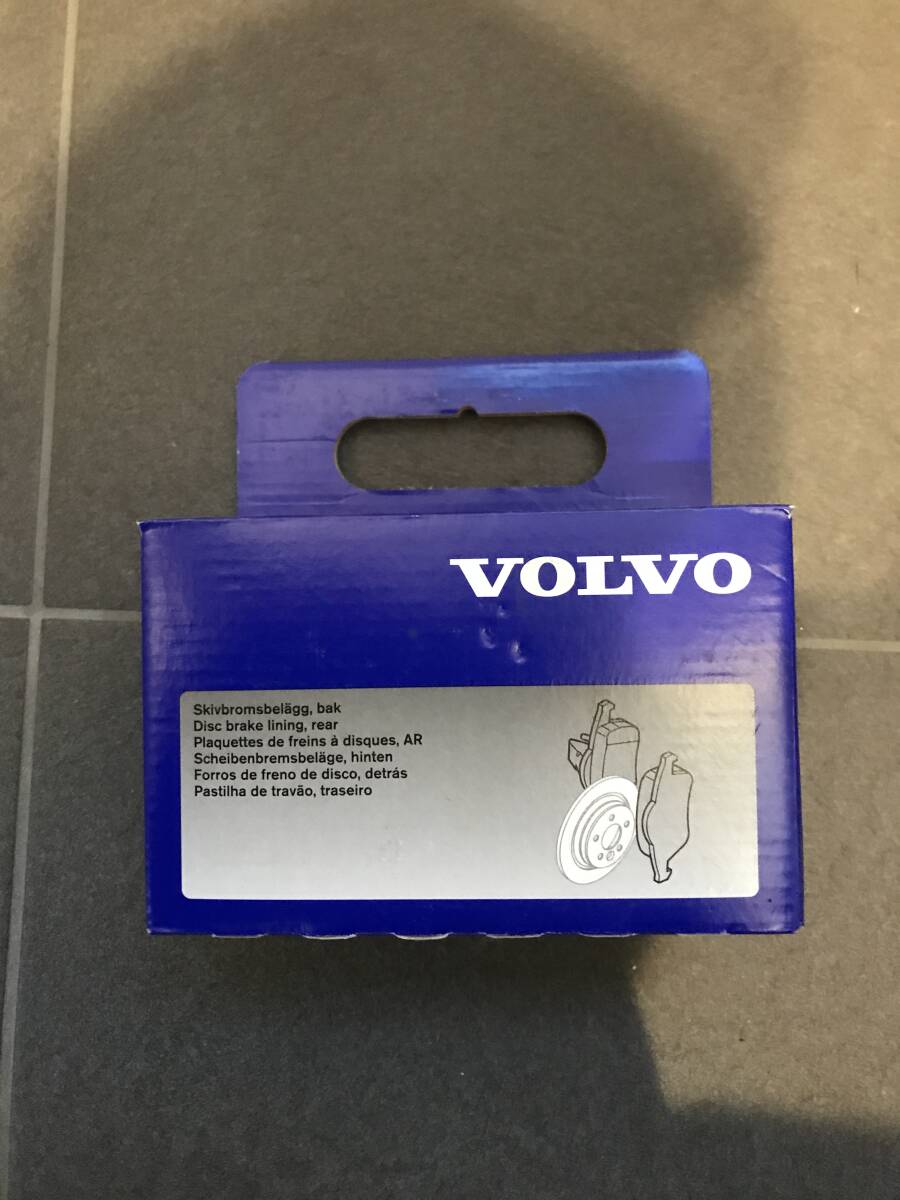 VOLVO
Skivbromsbelägg, bak
Disc brake lining, rear
Plaquettes de freins à disques, AR
Scheibenbremsbeläge, hinten
Forros de freno de disco, detrás
Pastilha de travão, traseiro